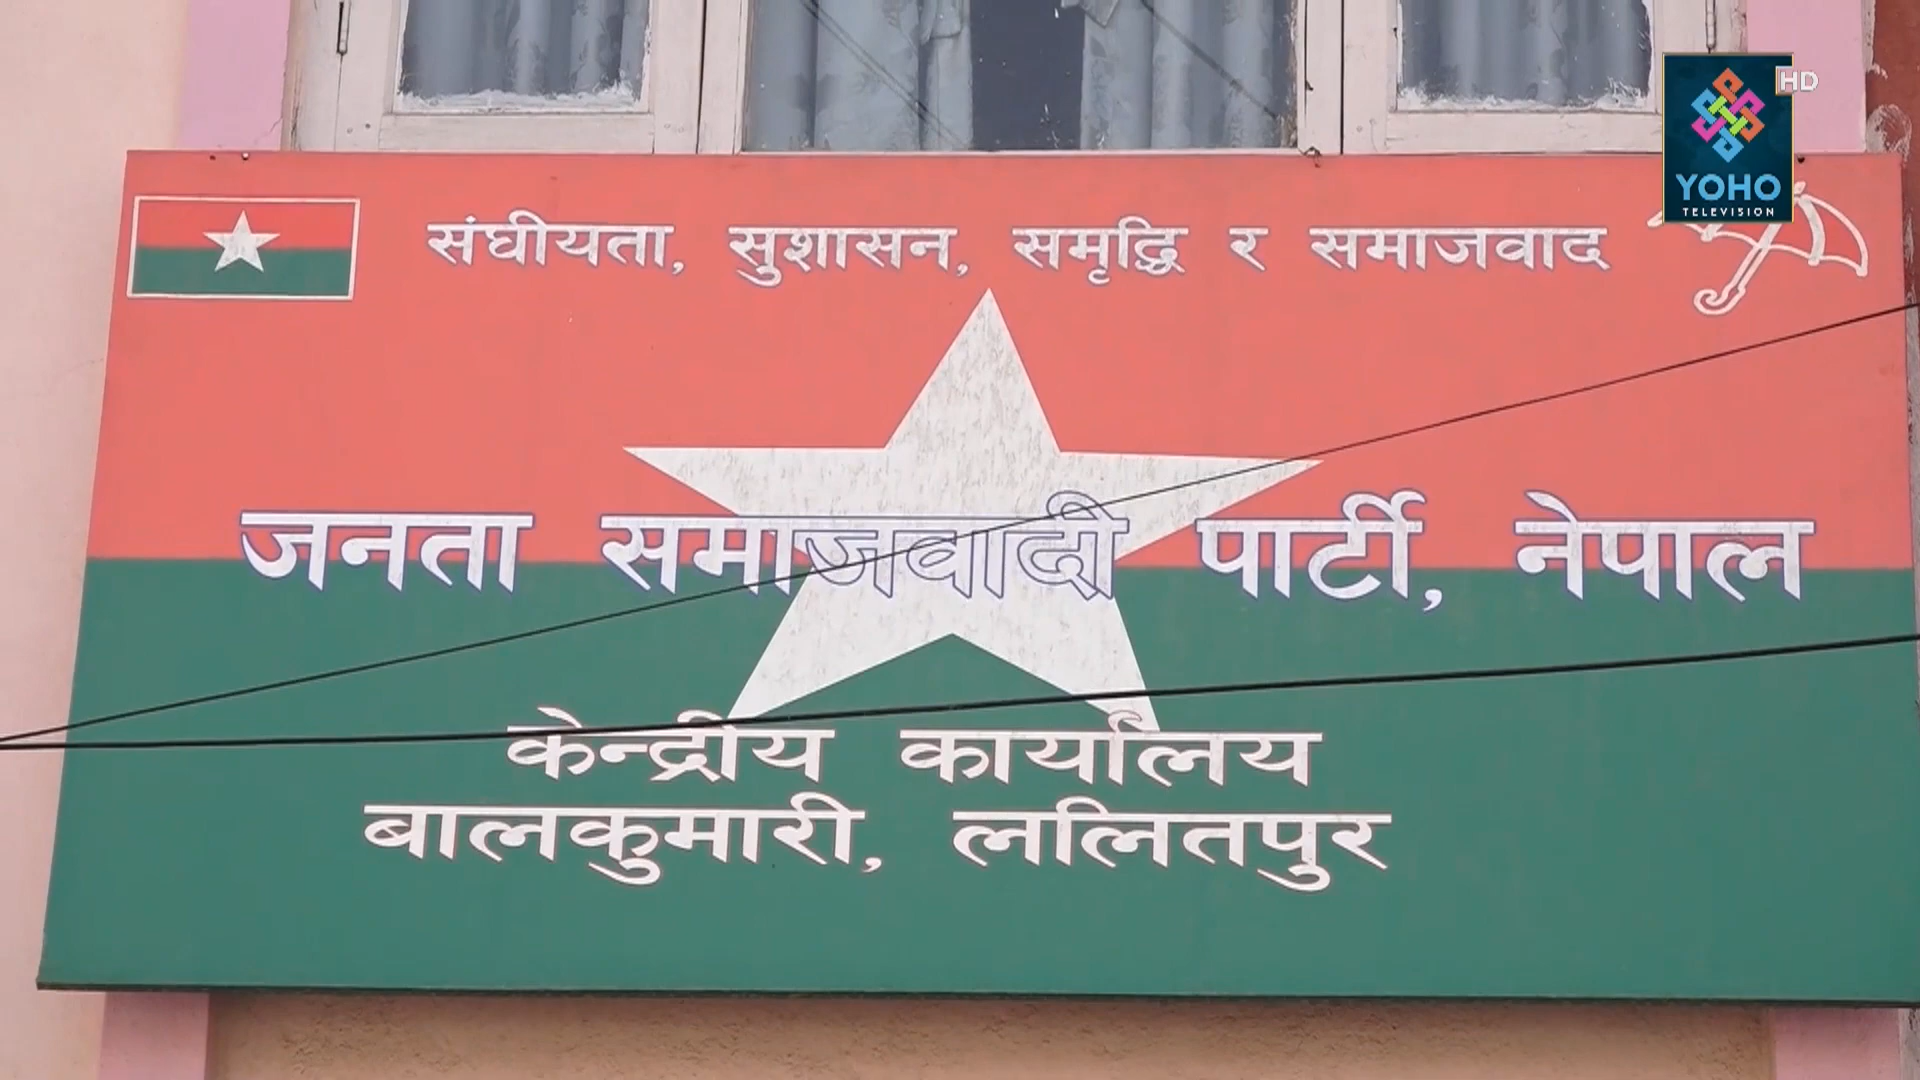 HD
YOHO
TELEVISION
संघीयता, सुशासन, समृद्धि र समाजवाद
जनता समाजवादी पार्टी, नेपाल
केन्द्रीय कार्यालय
बालकुमारी, ललितपुर